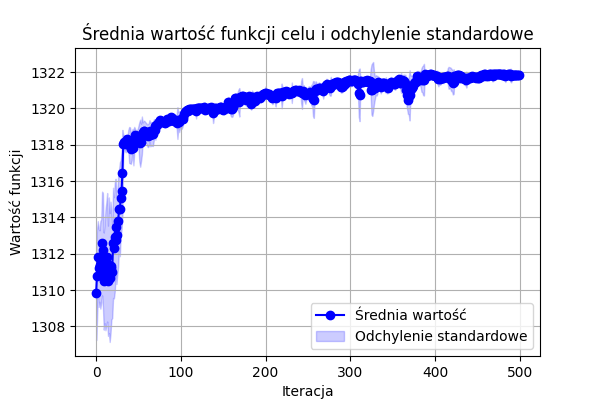 Średnia wartość funkcji celu i odchylenie standardowe
Wartość funkcji
1322
1320
1318
1316
1314
1312
1310
1308
Średnia wartość
Odchylenie standardowe
0 100 200 300 400 500
Iteracja